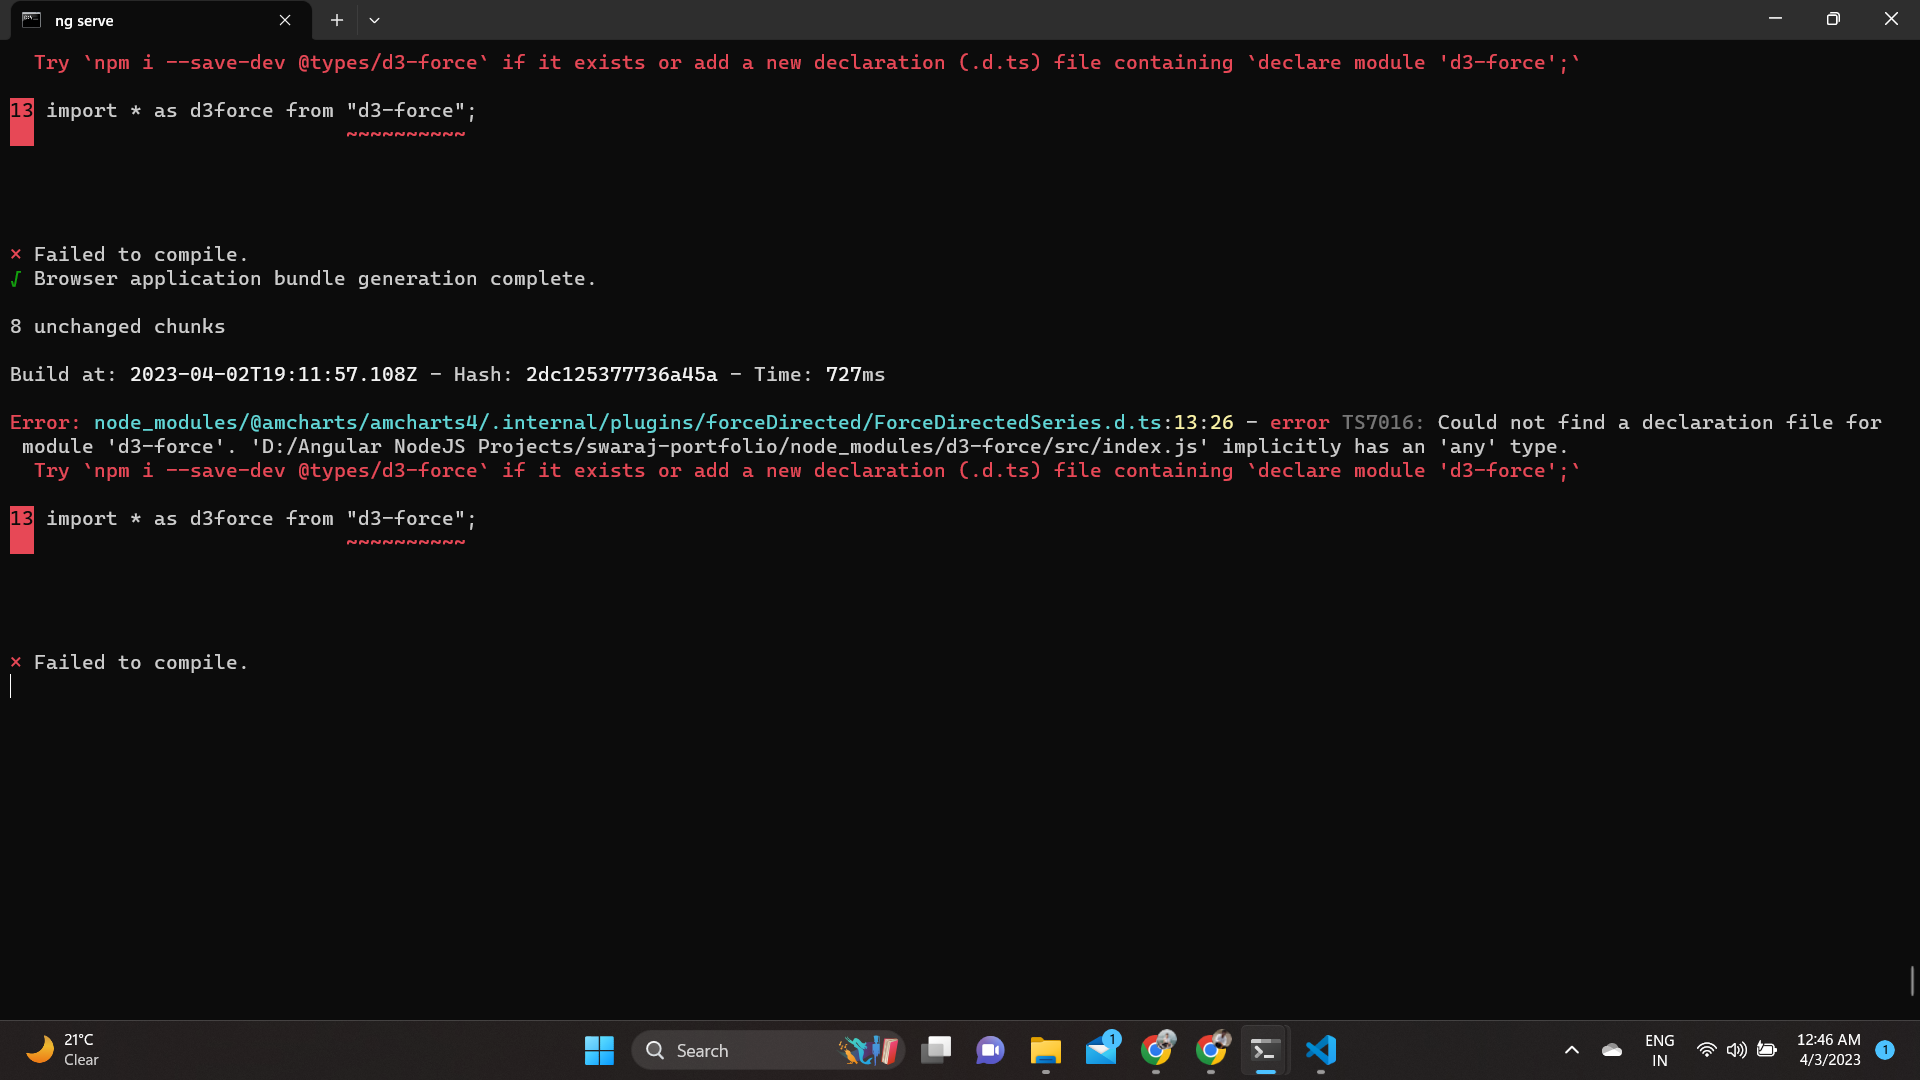 ng serve
Try `npm i --save-dev @types/d3-force` if it exists or add a new declaration (.d.ts) file containing `declare module 'd3-force';`
13 import * as d3force from "d3-force";
~~~~~~~~~~
× Failed to compile.
√ Browser application bundle generation complete.
8 unchanged chunks
Build at: 2023-04-02T19:11:57.108Z - Hash: 2dc125377736a45a - Time: 727ms
Error: node_modules/@amcharts/amcharts4/.internal/plugins/forceDirected/ForceDirectedSeries.d.ts:13:26 - error TS7016: Could not find a declaration file for
module 'd3-force'. 'D:/Angular NodeJS Projects/swaraj-portfolio/node_modules/d3-force/src/index.js' implicitly has an 'any' type.
Try `npm i --save-dev @types/d3-force` if it exists or add a new declaration (.d.ts) file containing `declare module 'd3-force';`
13 import * as d3force from "d3-force";
~~~~~~~~~~
× Failed to compile.
21°C
Clear
Search
1
ENG
IN
12:46 AM
4/3/2023
1